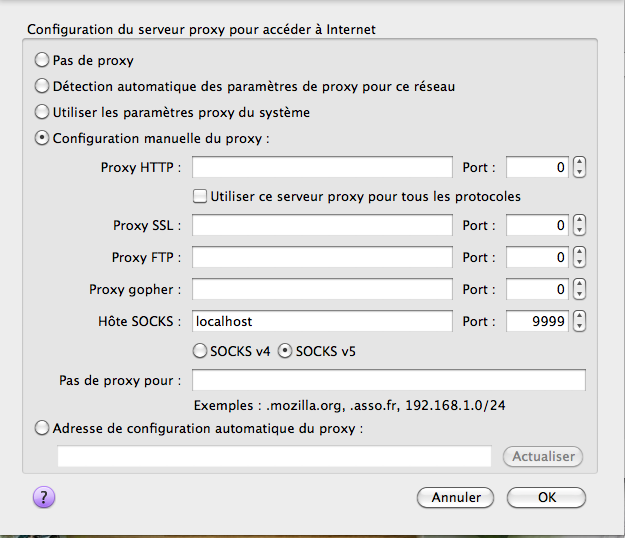 Configuration du serveur proxy pour accéder à Internet
Pas de proxy
Détection automatique des paramètres de proxy pour ce réseau
Utiliser les paramètres proxy du système
Configuration manuelle du proxy :
Proxy HTTP : Port : 0
Utiliser ce serveur proxy pour tous les protocoles
Proxy SSL : Port : 0
Proxy FTP : Port : 0
Proxy gopher : Port : 0
Hôte SOCKS : localhost Port : 9999
SOCKS v4 SOCKS v5
Pas de proxy pour :
Exemples : .mozilla.org, .asso.fr, 192.168.1.0/24
Adresse de configuration automatique du proxy :
Actualiser
? Annuler OK